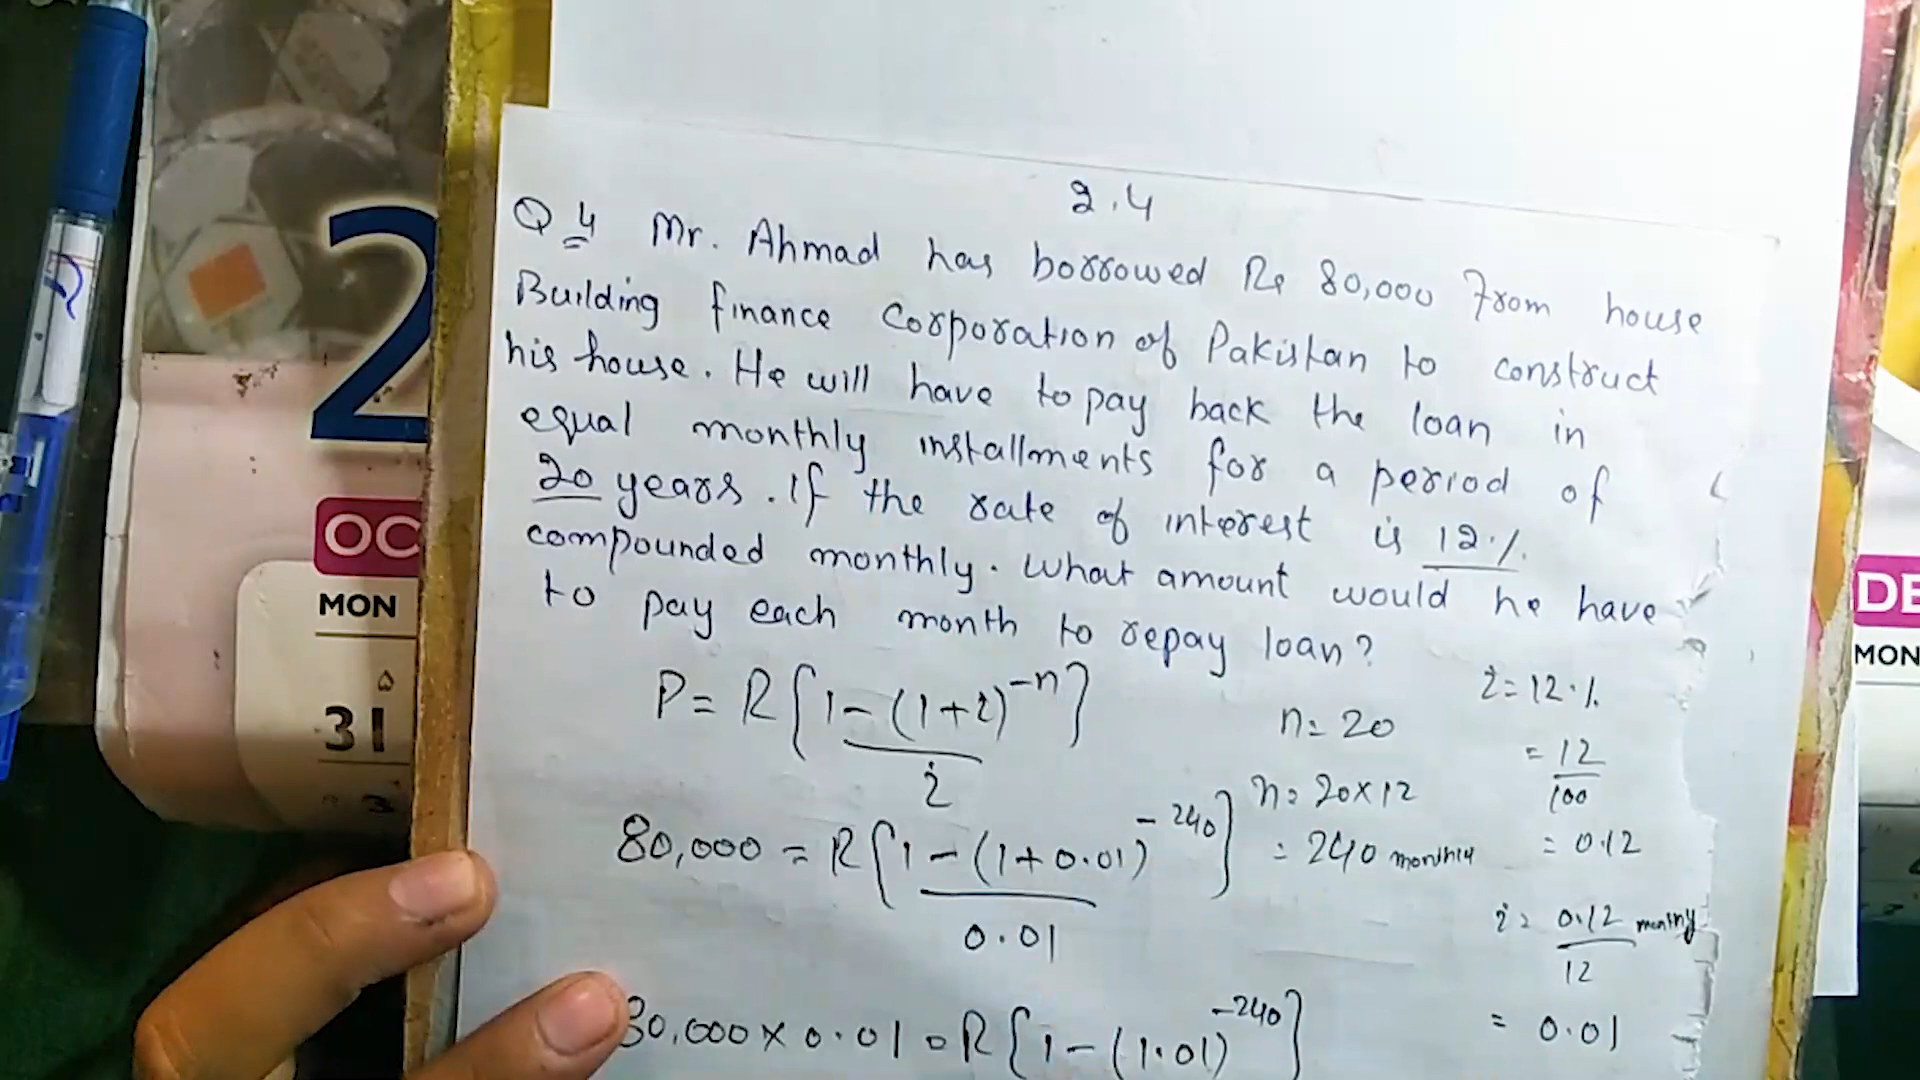 2.4
Q 4 Mr. Ahmad has borrowed Rs 80,000 from house
Building finance Corporation of Pakistan to construct
his house. He will have to pay back the loan in
equal monthly installments for a period of
20 years. If the rate of interest is 12%
compounded monthly. What amount would he have
to pay each month to repay loan?
P = R[1-(1+i)^-n]
i
80,000 = R[1-(1+0.01)^-240]
0.01
80,000 x 0.01 = R[1-(1.01)^-240]
n = 20
n = 20x12
= 240 monthly
i = 12%
= 12
100
= 0.12
i = 0.12 monthly
12
= 0.01
2
OC
MON
۵
31
DE
MON